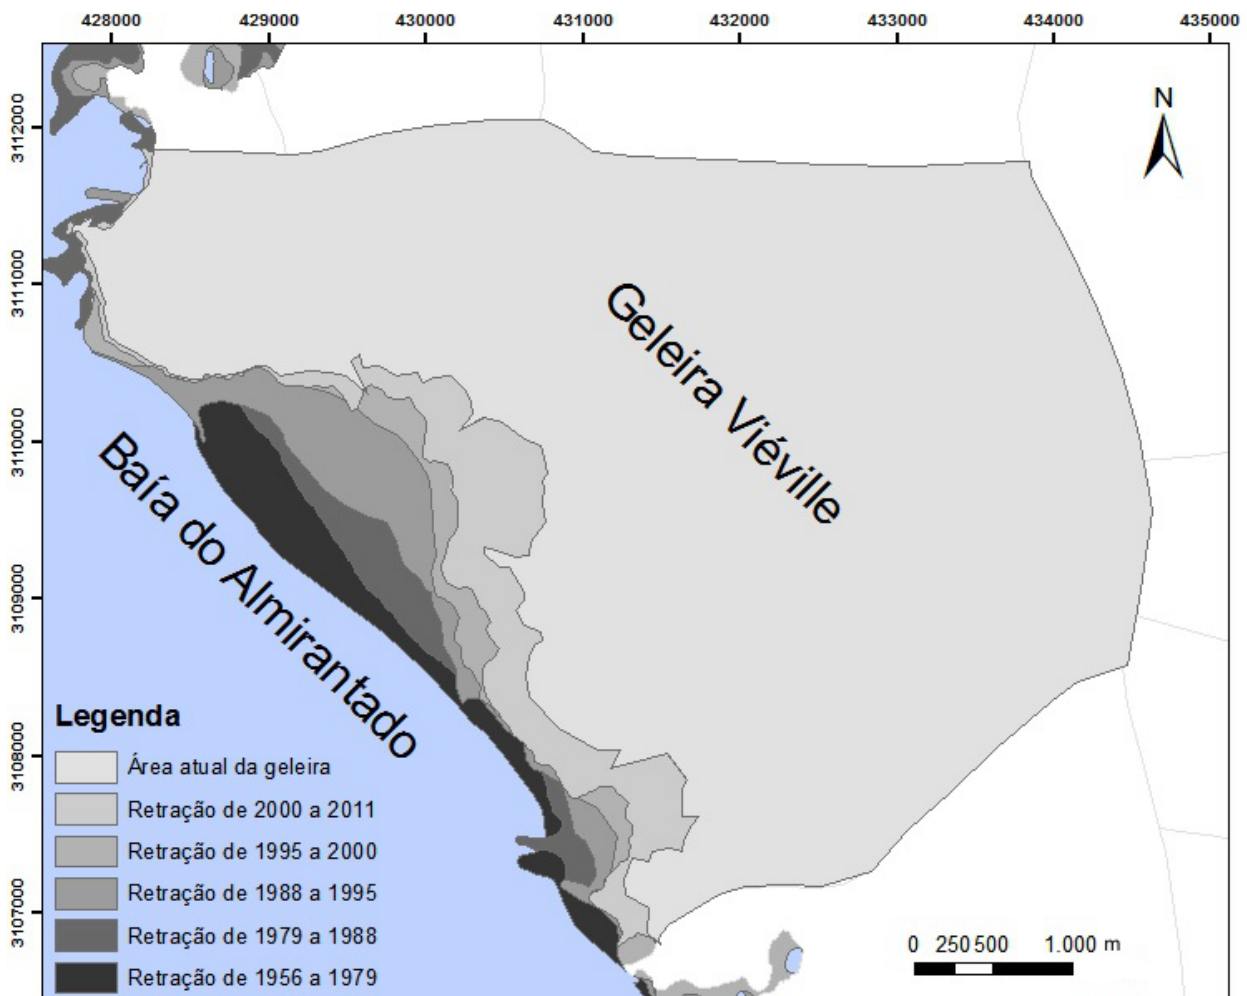 428000 429000 430000 431000 432000 433000 434000 435000
3112000
3111000
3110000
3109000
3108000
3107000
N
Geleira Viéville
Baía do Almirantado
Legenda
Área atual da geleira
Retração de 2000 a 2011
Retração de 1995 a 2000
Retração de 1988 a 1995
Retração de 1979 a 1988
Retração de 1956 a 1979
0 250 500 1.000 m